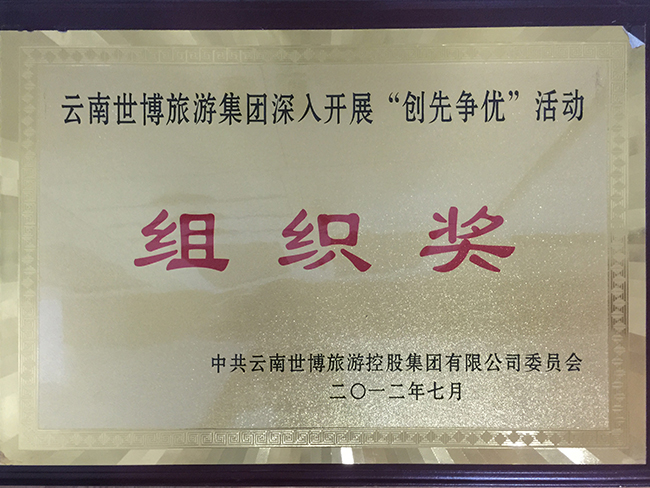 云南世博旅游集团深入开展“创先争优”活动
组织奖
中共云南世博旅游控股集团有限公司委员会
二〇一二年七月